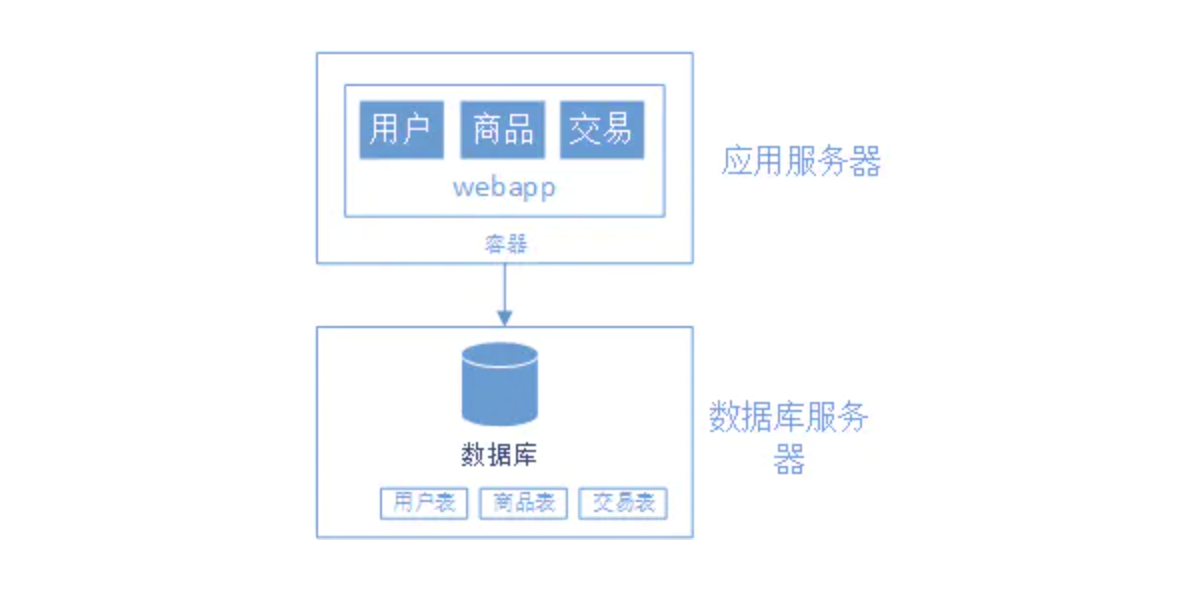 用户 商品 交易
webapp
容器
应用服务器
数据库
用户表 商品表 交易表
数据库服务
器